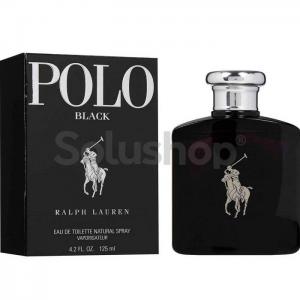 POLO
BLACK
Solushop
RALPH LAUREN
EAU DE TOILETTE NATURAL SPRAY
VAPORISATEUR
4.2 FL. OZ. 125 ml